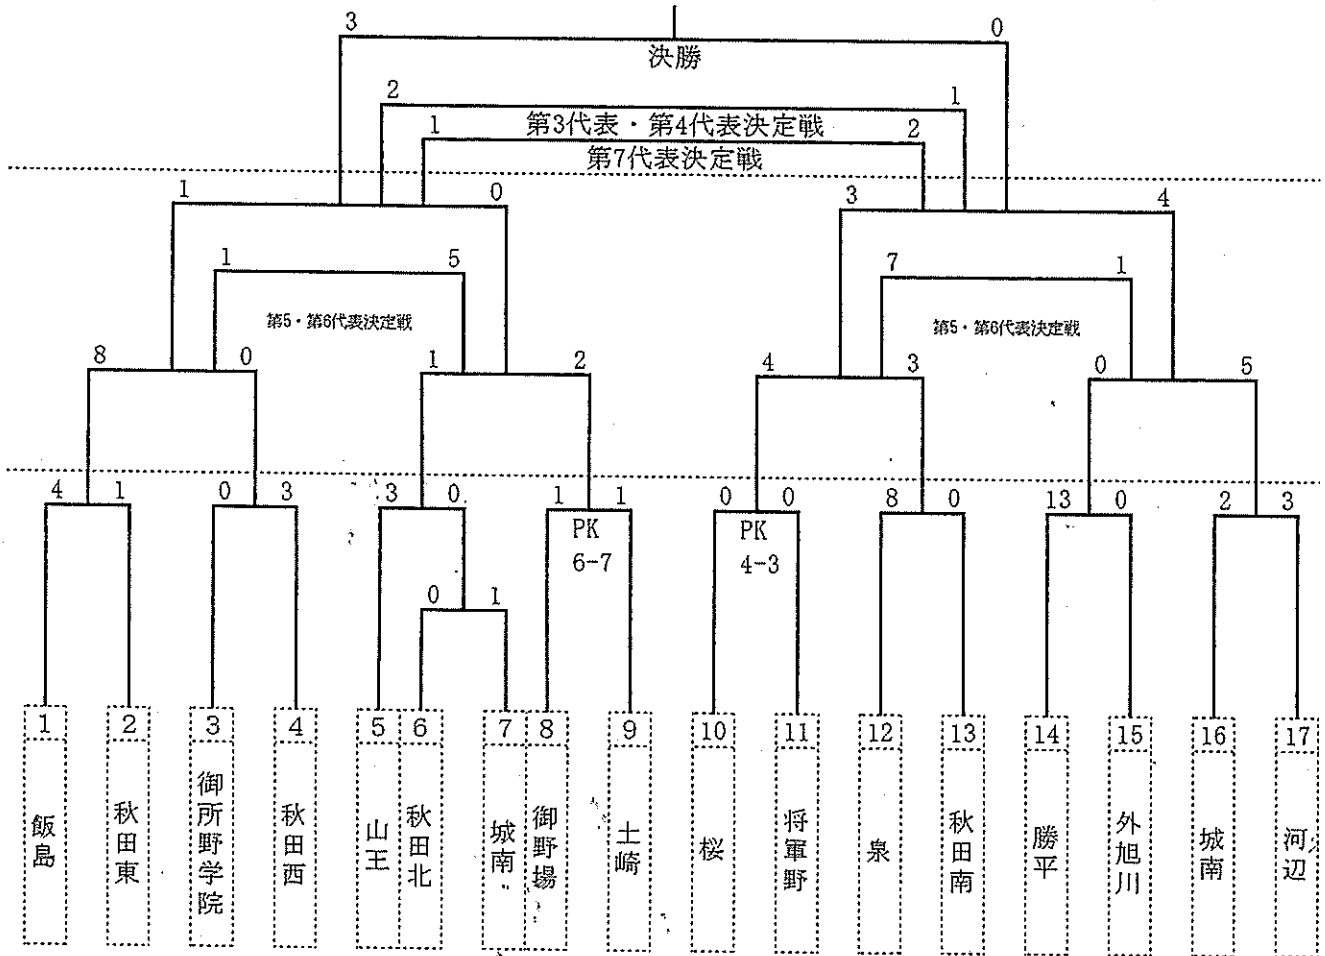 3 0
決勝
2 1
第3代表・第4代表決定戦
1 2
第7代表決定戦
1 0 3 4
1 5 7 1
第5・第6代表決定戦 第5・第6代表決定戦
8 0 1 2 4 3 0 5
4 1 0 3 3 0 1 1 0 0 8 0 13 0 2 3
PK PK
6-7 4-3
0 1
1 2 3 4 5 6 7 8 9 10 11 12 13 14 15 16 17
飯島
秋田東
御所野学院
秋田西
山王
秋田北
城南
御野場
土崎
桜
将軍野
泉
秋田南
勝平
外旭川
城南
河辺